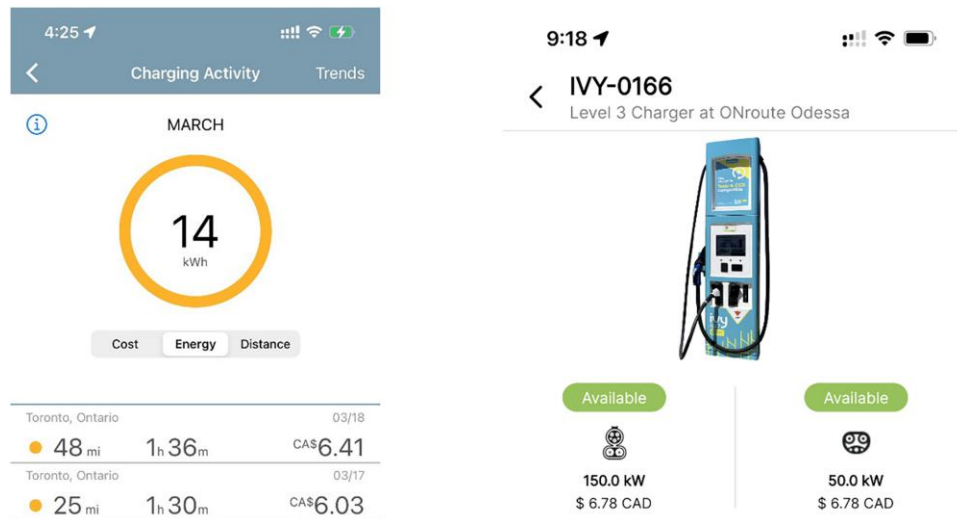 4:25
Charging Activity
Trends
MARCH
14
kWh
Cost
Energy
Distance
Toronto, Ontario
03/18
48 mi
1h 36m
CA$6.41
Toronto, Ontario
03/17
25 mi
1h 30m
CA$6.03
9:18
IVY-0166
Level 3 Charger at ONroute Odessa
ivy
Available
150.0 kW
$ 6.78 CAD
Available
50.0 kW
$ 6.78 CAD